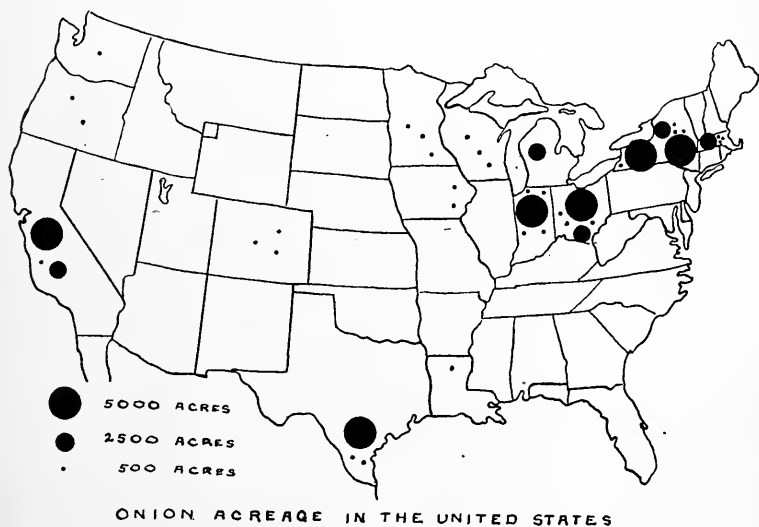 5000 ACRES
2500 ACRES
500 ACRES
ONION ACREAGE IN THE UNITED STATES